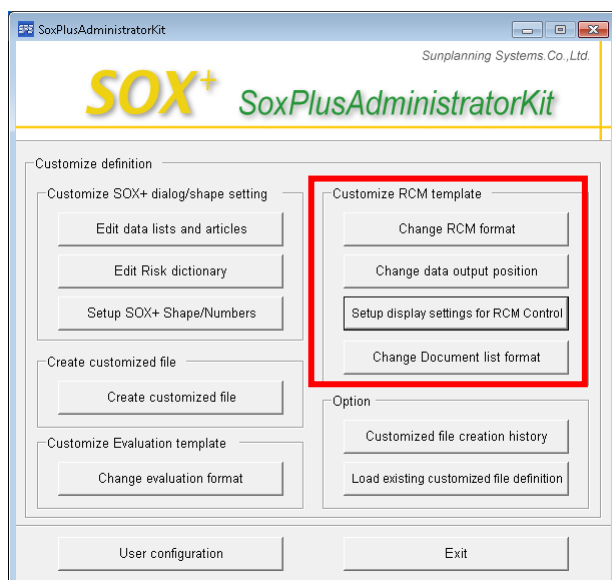 SoxPlusAdministratorKit
Sunplanning Systems.Co.,Ltd.
SOX+ SoxPlusAdministratorKit
Customize definition
Customize SOX+ dialog/shape setting
Edit data lists and articles
Edit Risk dictionary
Setup SOX+ Shape/Numbers
Create customized file
Create customized file
Customize Evaluation template
Change evaluation format
Customize RCM template
Change RCM format
Change data output position
Setup display settings for RCM Control
Change Document list format
Option
Customized file creation history
Load existing customized file definition
User configuration
Exit